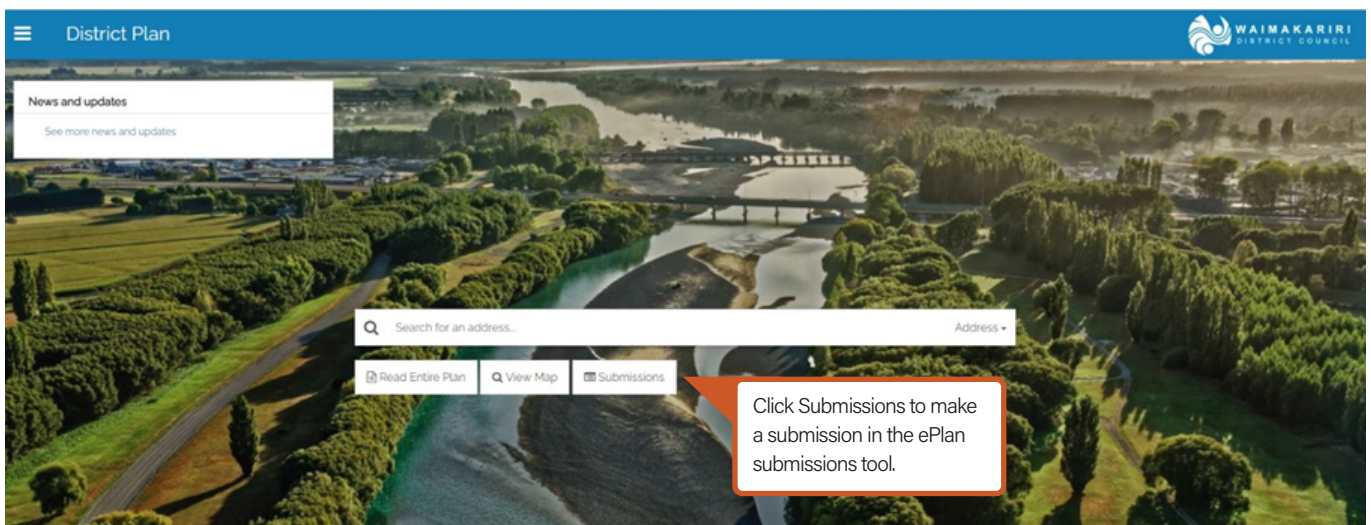 District Plan
WAIMAKARIRI
DISTRICT COUNCIL
News and updates
See more news and updates
Search for an address...
Address
Read Entire Plan
View Map
Submissions
Click Submissions to make
a submission in the ePlan
submissions tool.